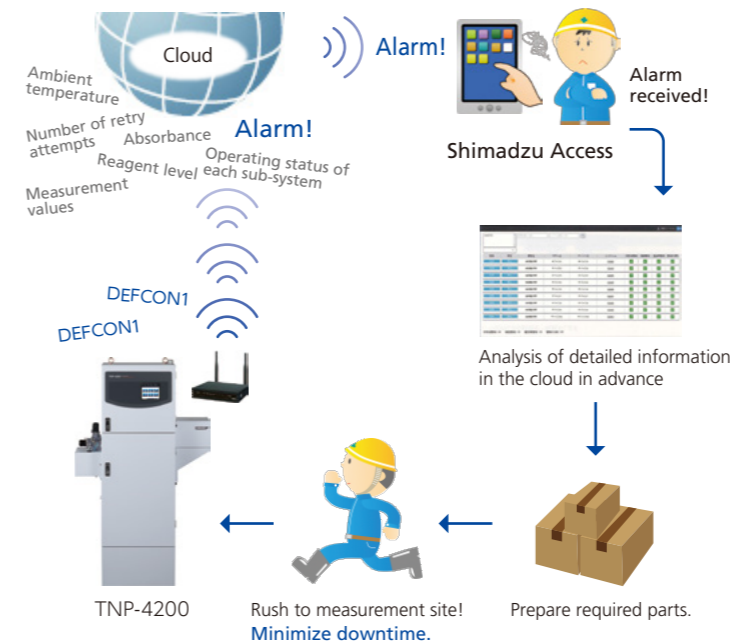 Cloud
Alarm!
Ambient
temperature
Number of retry
attempts
Absorbance
Alarm!
Reagent level
Operating status of
each sub-system
Measurement
values
Alarm
received!
Shimadzu Access
DEFCON1
DEFCON1
Analysis of detailed information
in the cloud in advance
TNP-4200
Rush to measurement site!
Minimize downtime.
Prepare required parts.